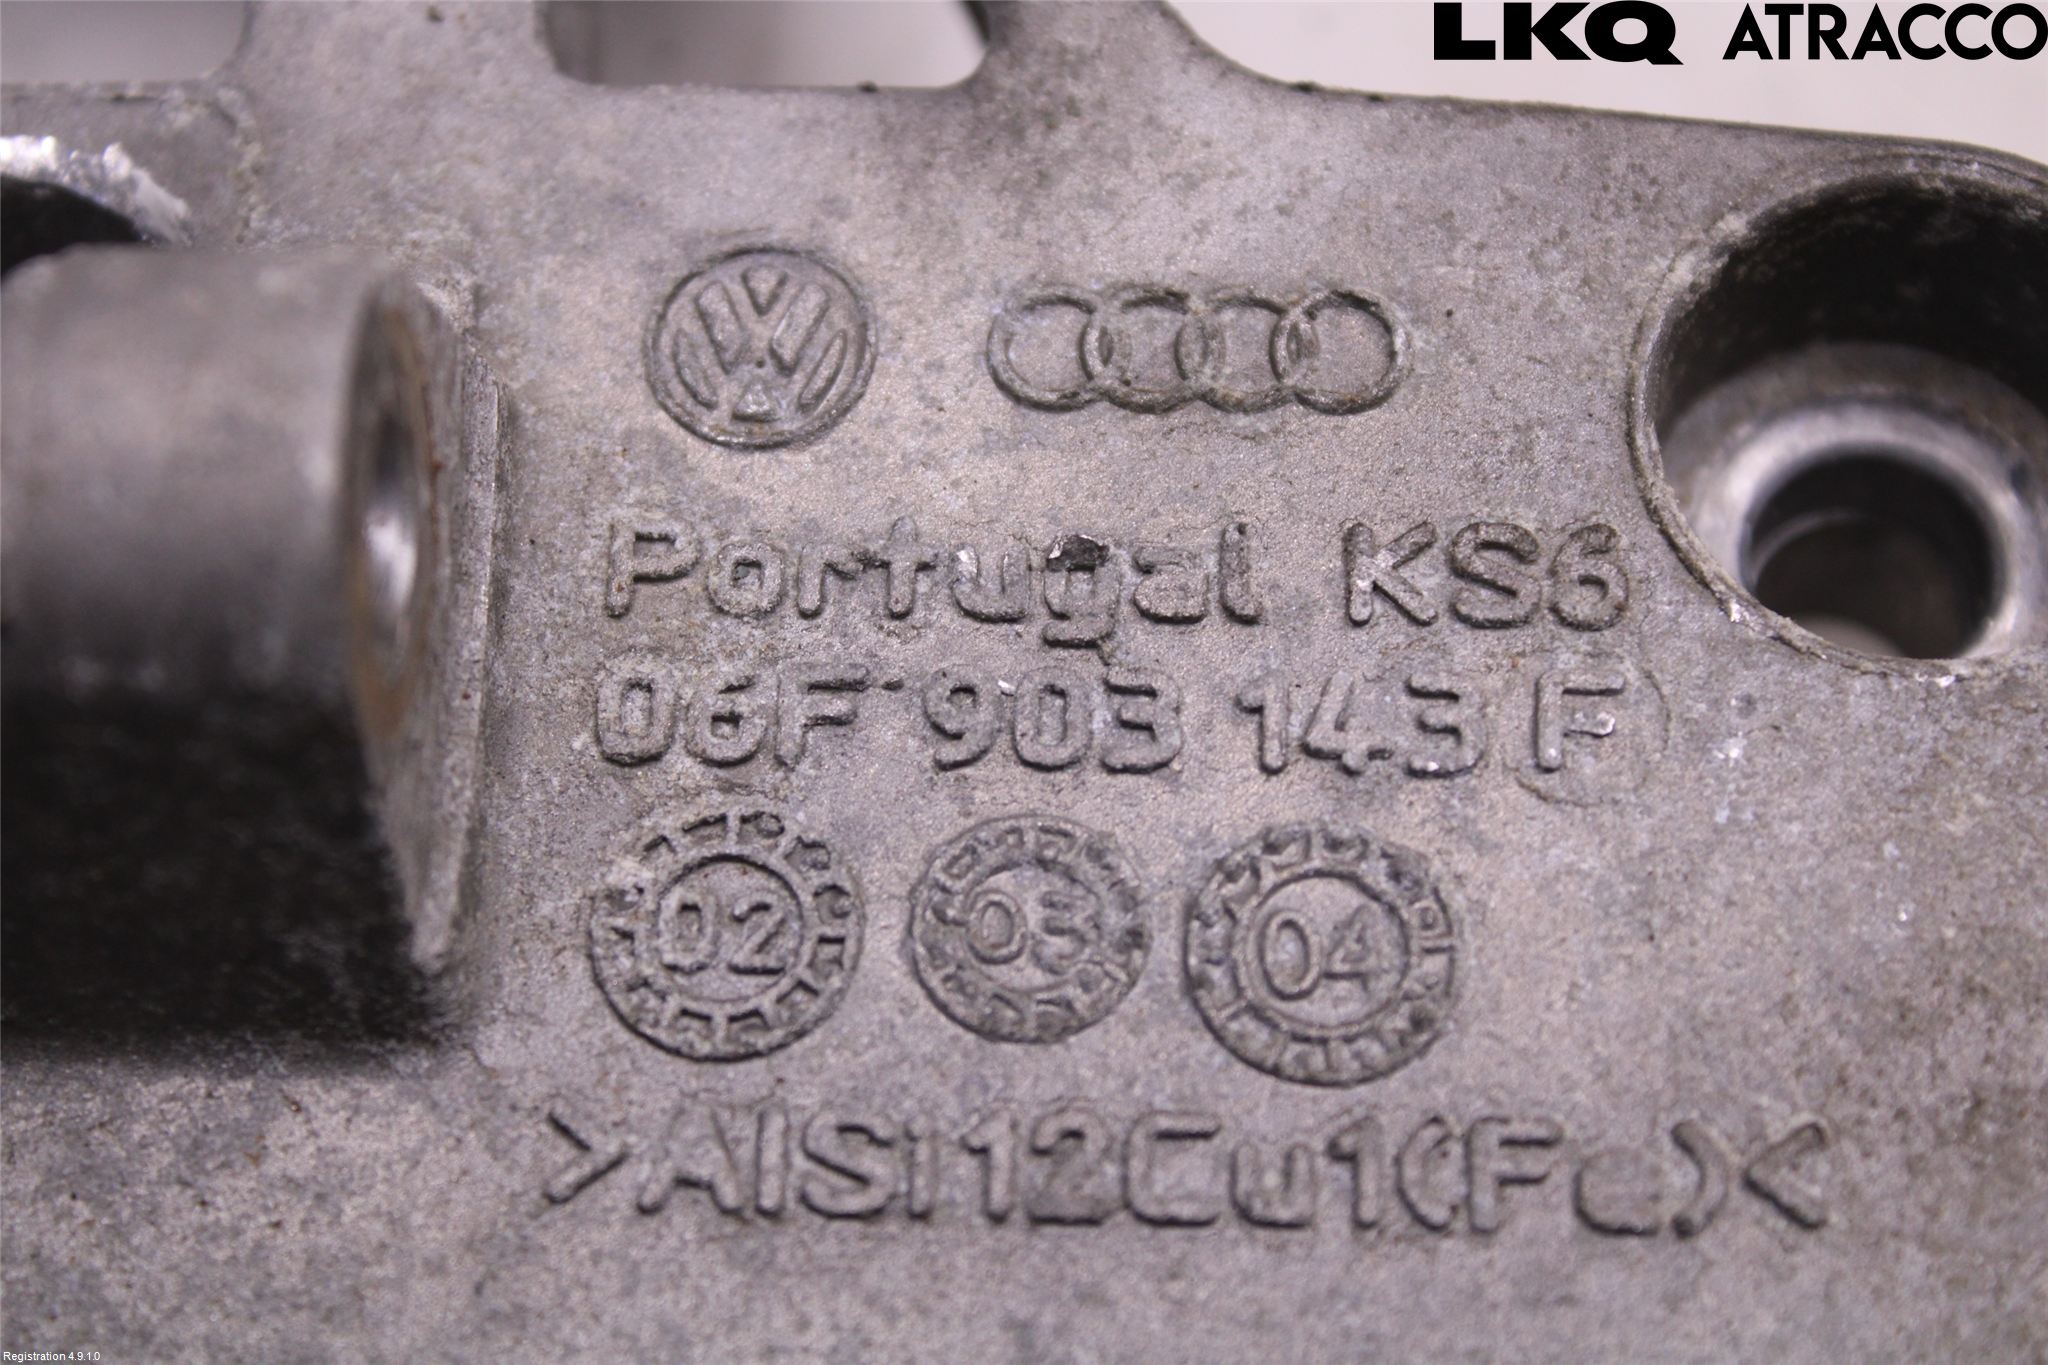 LKQ ATRACCO
Portugal KS6
06F 903 143 F
02 03 04
>AlSi12Cu1(Fe)<
Registration 4.9.1.0